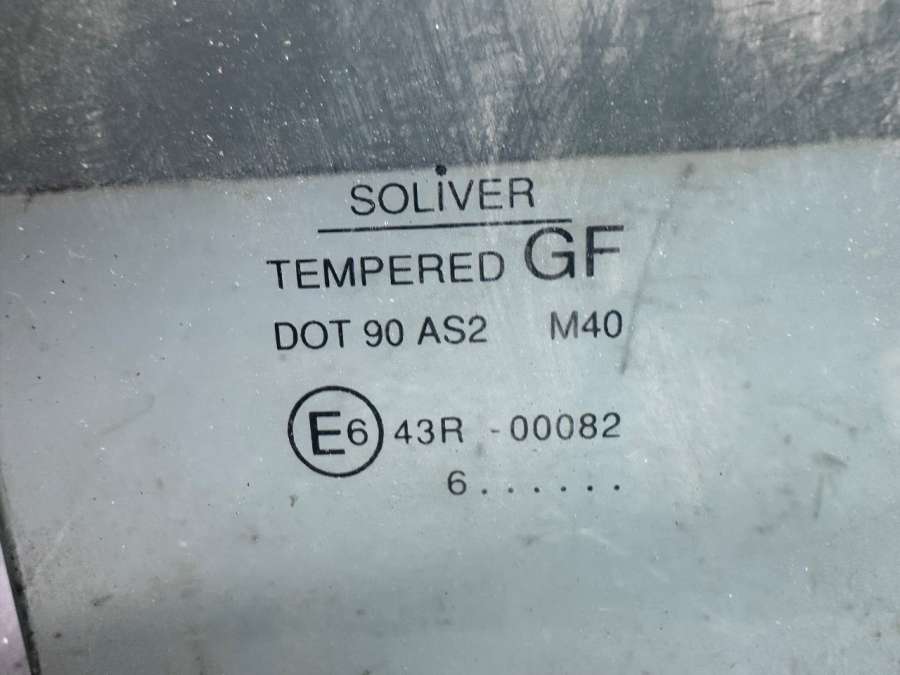 SOLiVER
TEMPERED GF
DOT 90 AS2 M40
E6 43R -00082
6......